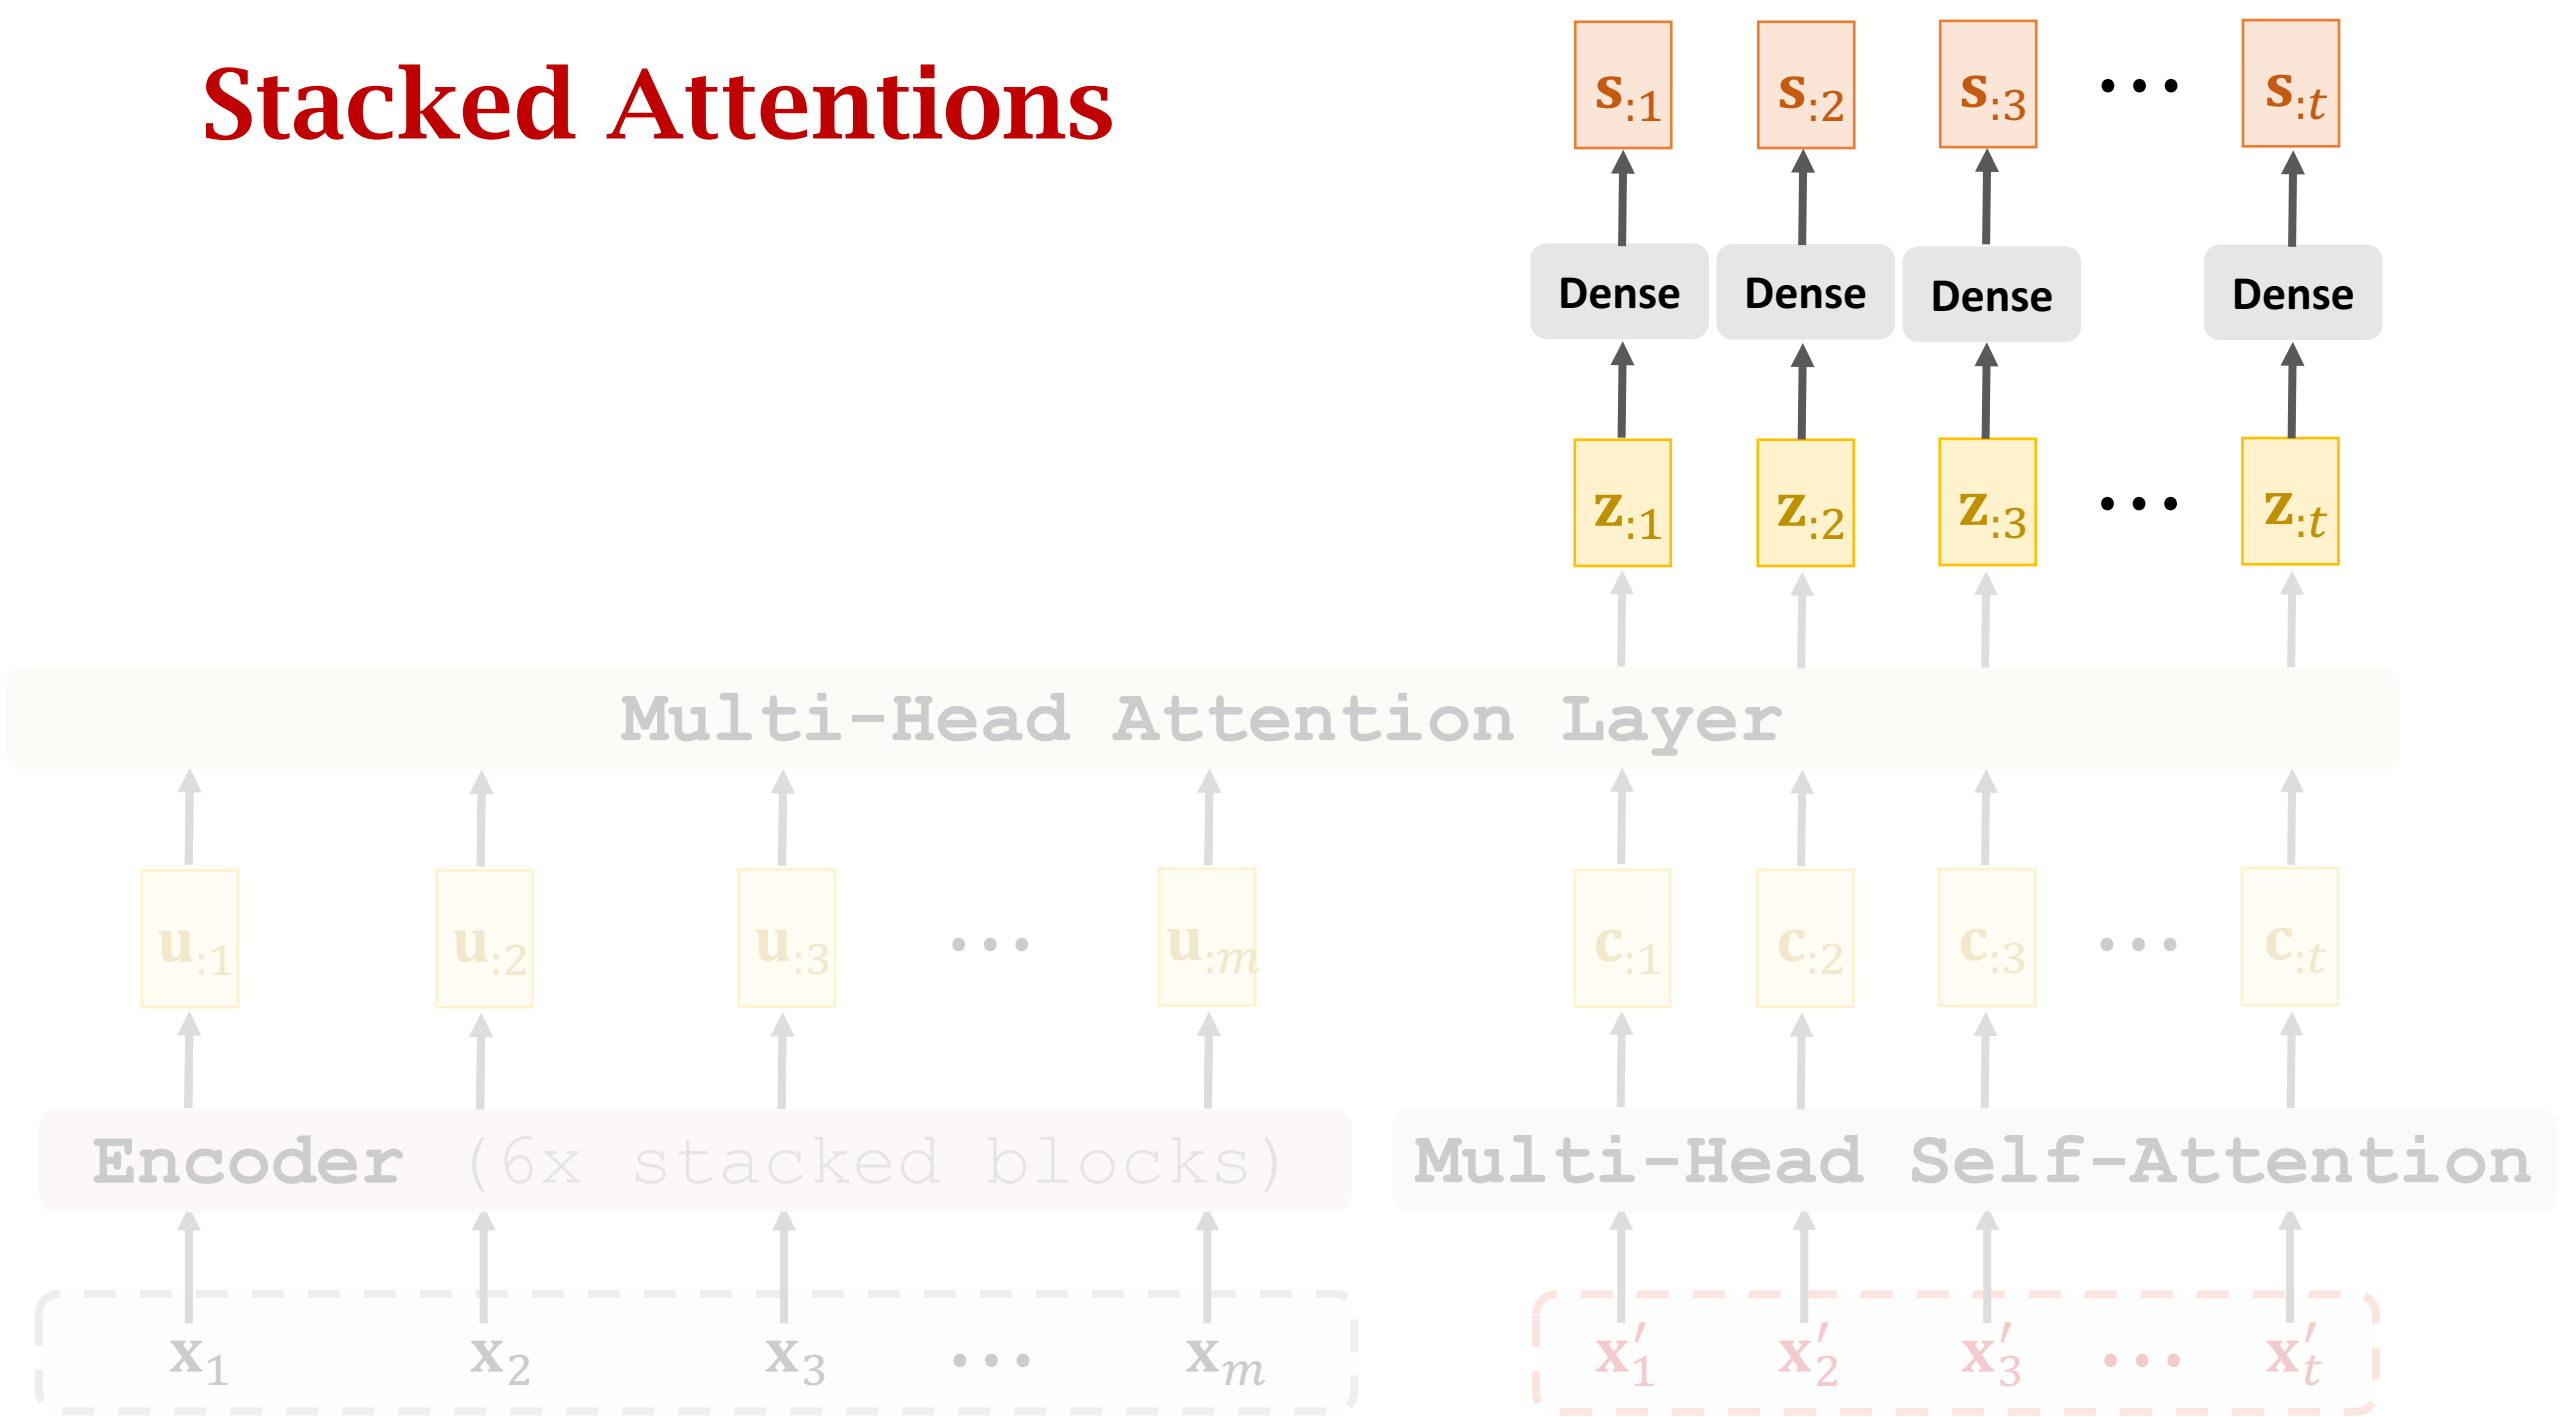 Stacked Attentions
s:1 s:2 s:3 ··· s:t
Dense Dense Dense Dense
z:1 z:2 z:3 ··· z:t
Multi-Head Attention Layer
u:1 u:2 u:3 ··· u:m c:1 c:2 c:3 ··· c:t
Encoder (6x stacked blocks) Multi-Head Self-Attention
x1 x2 x3 ··· xm x′1 x′2 x′3 ··· x′t